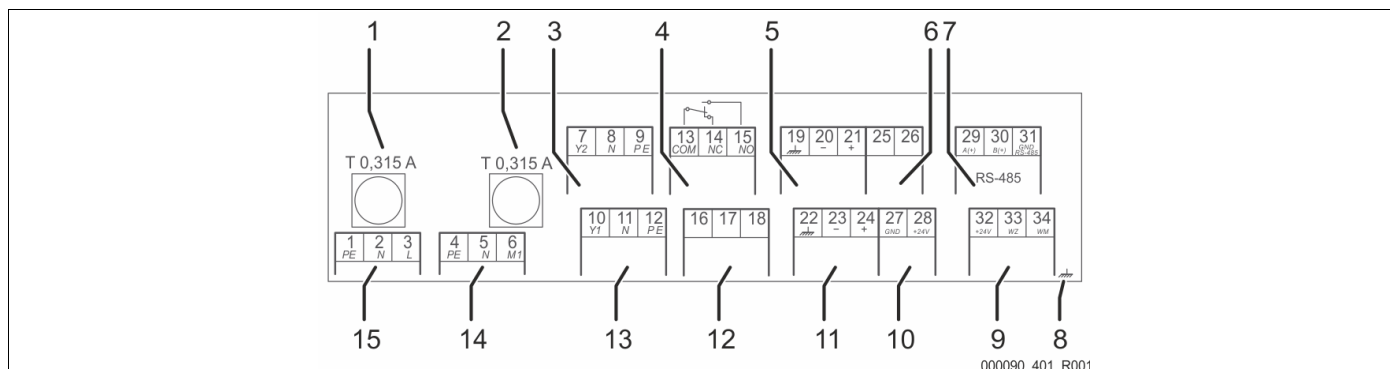 1 2 3 4 5 6 7
7 8 9 13 14 15 19 20 21 25 26 29 30 31
Y2 N PE COM NC NO − + A(+) B(+) GND RS-485
T 0,315 A T 0,315 A RS-485
10 11 12 16 17 18 22 23 24 27 28 32 33 34
Y1 N PE − + GND +24V +24V WZ WM
1 2 3 4 5 6
PE N L PE N M1
15 14 13 12 11 10 9 8
000090_401_R001